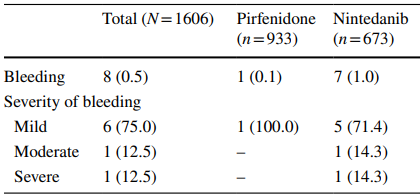 Total (N=1606) Pirfenidone Nintedanib
(n=933) (n=673)
Bleeding 8 (0.5) 1 (0.1) 7 (1.0)
Severity of bleeding
Mild 6 (75.0) 1 (100.0) 5 (71.4)
Moderate 1 (12.5) – 1 (14.3)
Severe 1 (12.5) – 1 (14.3)